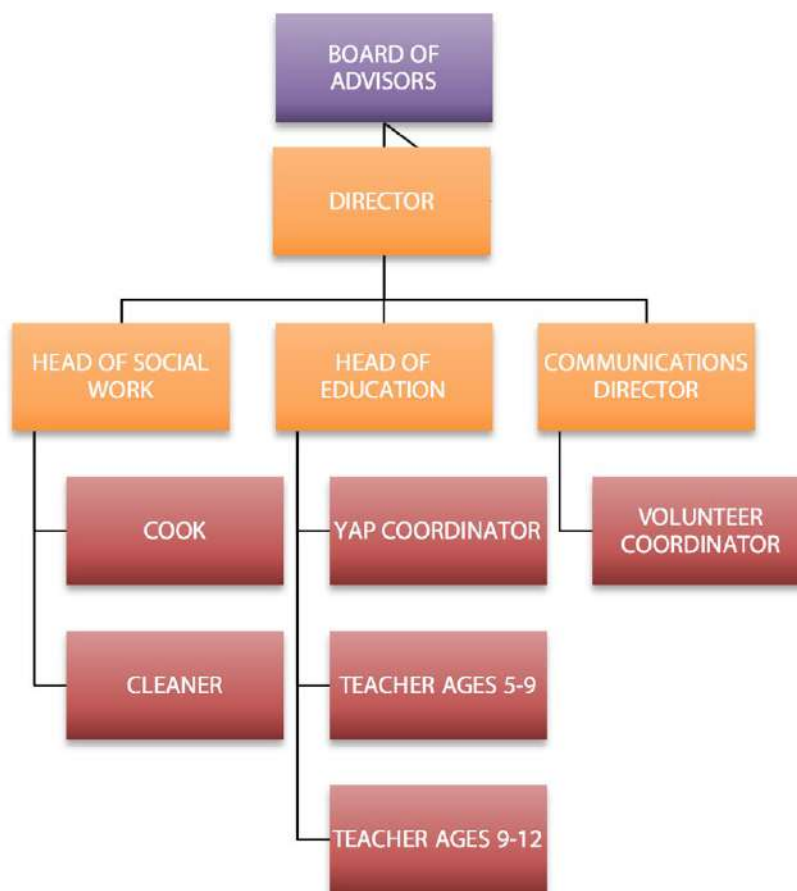 BOARD OF
ADVISORS
DIRECTOR
HEAD OF SOCIAL
WORK
HEAD OF
EDUCATION
COMMUNICATIONS
DIRECTOR
COOK
YAP COORDINATOR
VOLUNTEER
COORDINATOR
CLEANER
TEACHER AGES 5-9
TEACHER AGES 9-12